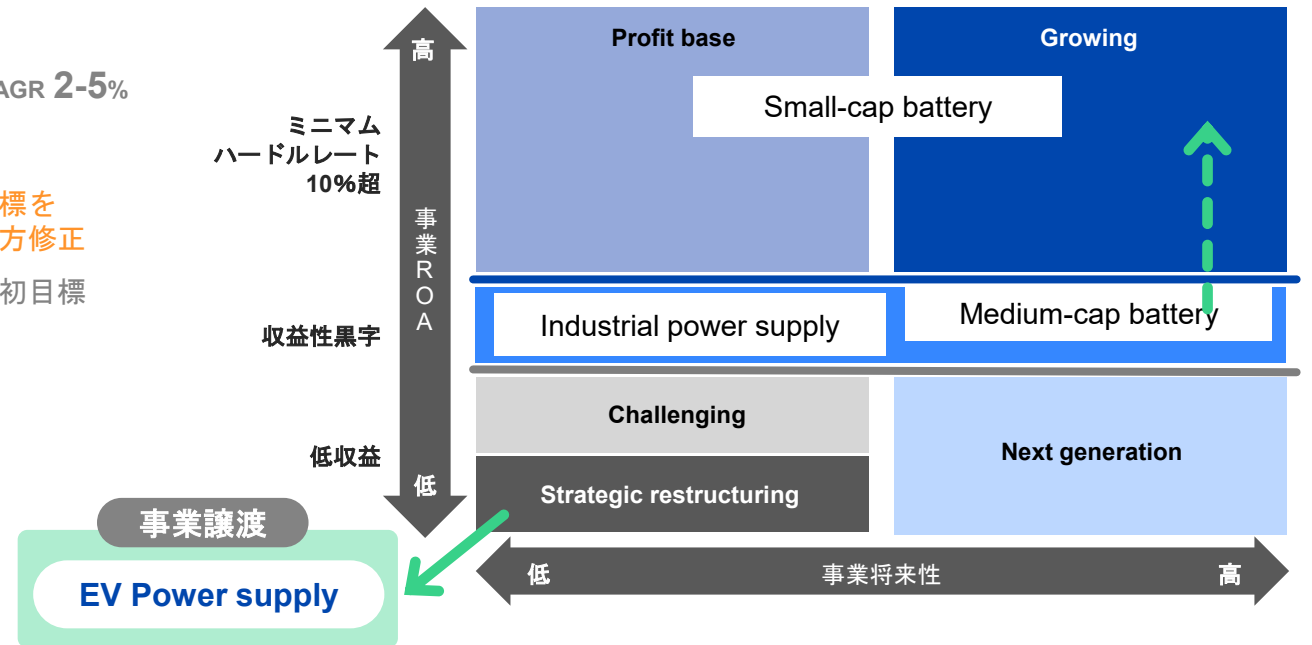 AGR 2-5%
標を
方修正
初目標
高
ミニマム
ハードルレート
10%超
事業ROA
収益性黒字
低収益
低
Profit base
Growing
Small-cap battery
Industrial power supply
Medium-cap battery
Challenging
Next generation
Strategic restructuring
事業譲渡
EV Power supply
低
事業将来性
高